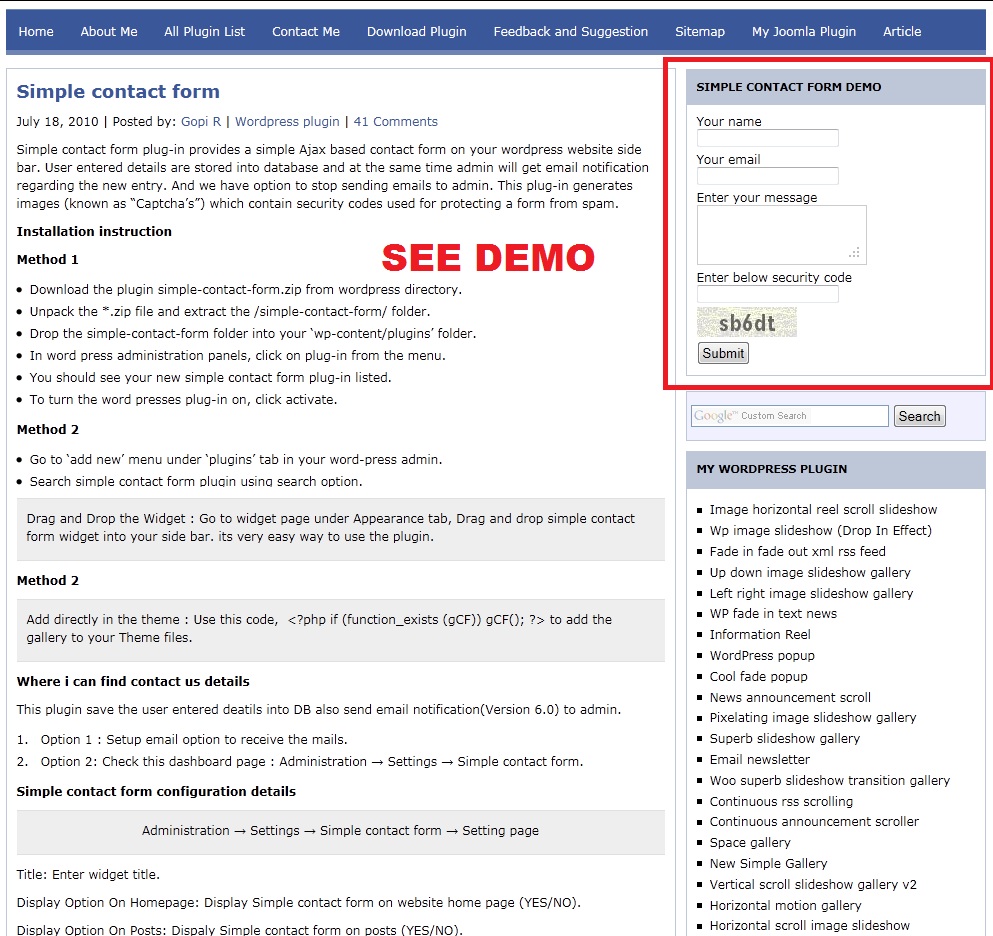 Home About Me All Plugin List Contact Me Download Plugin Feedback and Suggestion Sitemap My Joomla Plugin Article
Simple contact form
July 18, 2010 | Posted by: Gopi R | Wordpress plugin | 41 Comments
Simple contact form plug-in provides a simple Ajax based contact form on your wordpress website side
bar. User entered details are stored into database and at the same time admin will get email notification
regarding the new entry. And we have option to stop sending emails to admin. This plug-in generates
images (known as “Captcha’s”) which contain security codes used for protecting a form from spam.
Installation instruction
SEE DEMO
Method 1
• Download the plugin simple-contact-form.zip from wordpress directory.
• Unpack the *.zip file and extract the /simple-contact-form/ folder.
• Drop the simple-contact-form folder into your ‘wp-content/plugins’ folder.
• In word press administration panels, click on plug-in from the menu.
• You should see your new simple contact form plug-in listed.
• To turn the word presses plug-in on, click activate.
Method 2
• Go to ‘add new’ menu under ‘plugins’ tab in your word-press admin.
• Search simple contact form plugin using search option.
Drag and Drop the Widget : Go to widget page under Appearance tab, Drag and drop simple contact
form widget into your side bar. its very easy way to use the plugin.
Method 2
Add directly in the theme : Use this code, <?php if (function_exists (gCF)) gCF(); ?> to add the
gallery to your Theme files.
Where i can find contact us details
This plugin save the user entered deatils into DB also send email notification(Version 6.0) to admin.
1. Option 1 : Setup email option to receive the mails.
2. Option 2: Check this dashboard page : Administration → Settings → Simple contact form.
Simple contact form configuration details
Administration → Settings → Simple contact form → Setting page
Title: Enter widget title.
Display Option On Homepage: Display Simple contact form on website home page (YES/NO).
Display Option On Posts: Dispaly Simple contact form on posts (YES/NO).
SIMPLE CONTACT FORM DEMO
Your name
Your email
Enter your message
Enter below security code
sb6dt
Submit
Google™ Custom Search Search
MY WORDPRESS PLUGIN
Image horizontal reel scroll slideshow
Wp image slideshow (Drop In Effect)
Fade in fade out xml rss feed
Up down image slideshow gallery
Left right image slideshow gallery
WP fade in text news
Information Reel
WordPress popup
Cool fade popup
News announcement scroll
Pixelating image slideshow gallery
Superb slideshow gallery
Email newsletter
Woo superb slideshow transition gallery
Continuous rss scrolling
Continuous announcement scroller
Space gallery
New Simple Gallery
Vertical scroll slideshow gallery v2
Horizontal motion gallery
Horizontal scroll image slideshow